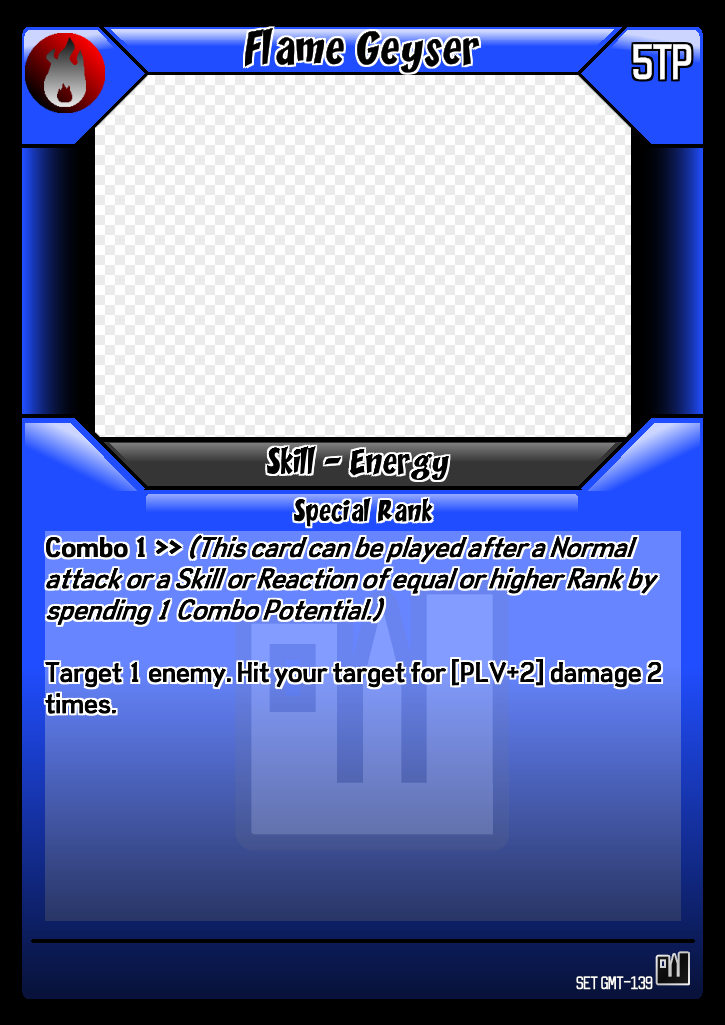 Flame Geyser
5TP
Skill - Energy
Special Rank
Combo 1 >> (This card can be played after a Normal
attack or a Skill or Reaction of equal or higher Rank by
spending 1 Combo Potential.)
Target 1 enemy. Hit your target for [PLV+2] damage 2
times.
SET GMT-139